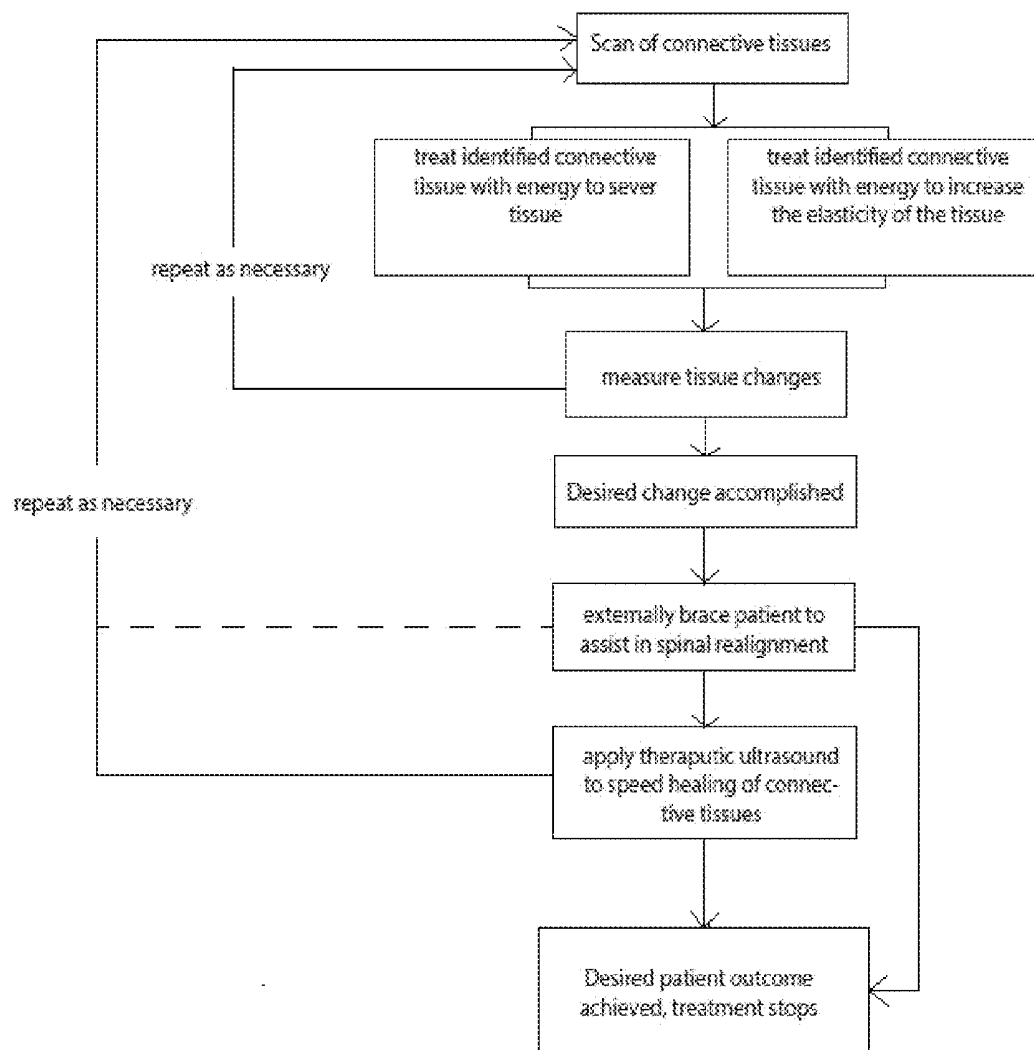 Scan of connective tissues
treat identified connective
tissue with energy to sever
tissue
treat identified connective
tissue with energy to increase
the elasticity of the tissue
repeat as necessary
measure tissue changes
Desired change accomplished
repeat as necessary
externally brace patient to
assist in spinal realignment
apply theraputic ultrasound
to speed healing of connec-
tive tissues
Desired patient outcome
achieved, treatment stops